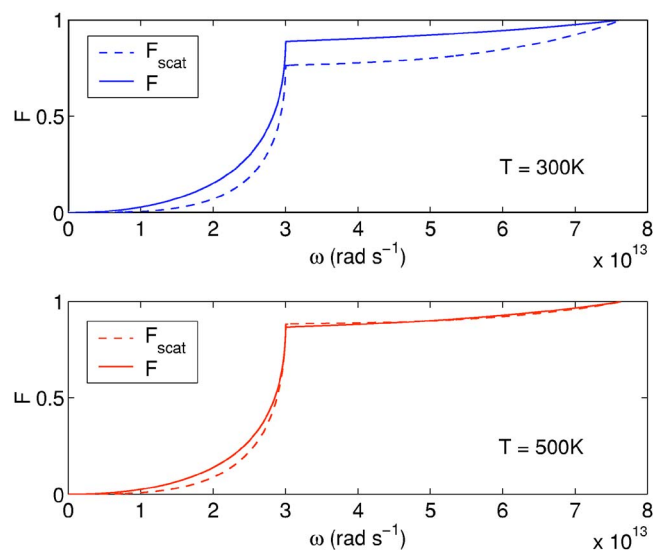 1
F_scat
F
F
0.5
T = 300K
0
0 1 2 3 4 5 6 7 8
ω (rad s⁻¹)
x 10¹³
1
F_scat
F
F
0.5
T = 500K
0
0 1 2 3 4 5 6 7 8
ω (rad s⁻¹)
x 10¹³